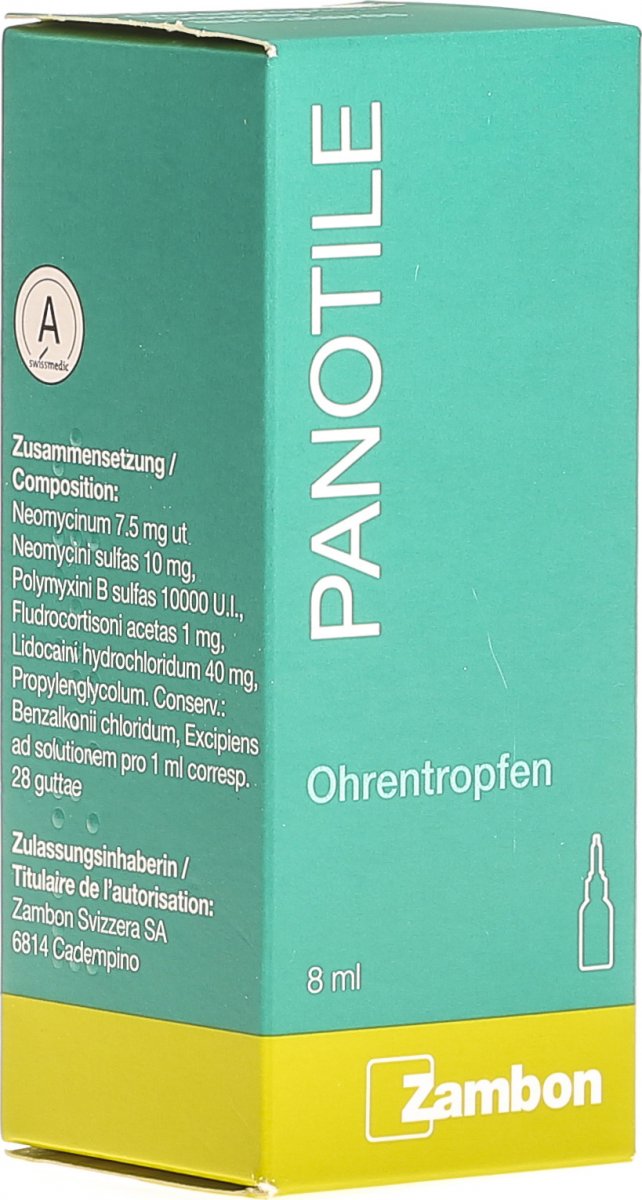 PANOTILE
Ohrentropfen
8 ml
Zambon
A
swissmedic
Zusammensetzung /
Composition:
Neomycinum 7.5 mg ut
Neomycini sulfas 10 mg,
Polymyxini B sulfas 10000 U.I.,
Fludrocortisoni acetas 1 mg,
Lidocaini hydrochloridum 40 mg,
Propylenglycolum. Conserv.:
Benzalkonii chloridum, Excipiens
ad solutionem pro 1 ml corresp.
28 guttae
Zulassungsinhaberin /
Titulaire de l'autorisation:
Zambon Svizzera SA
6814 Cadempino